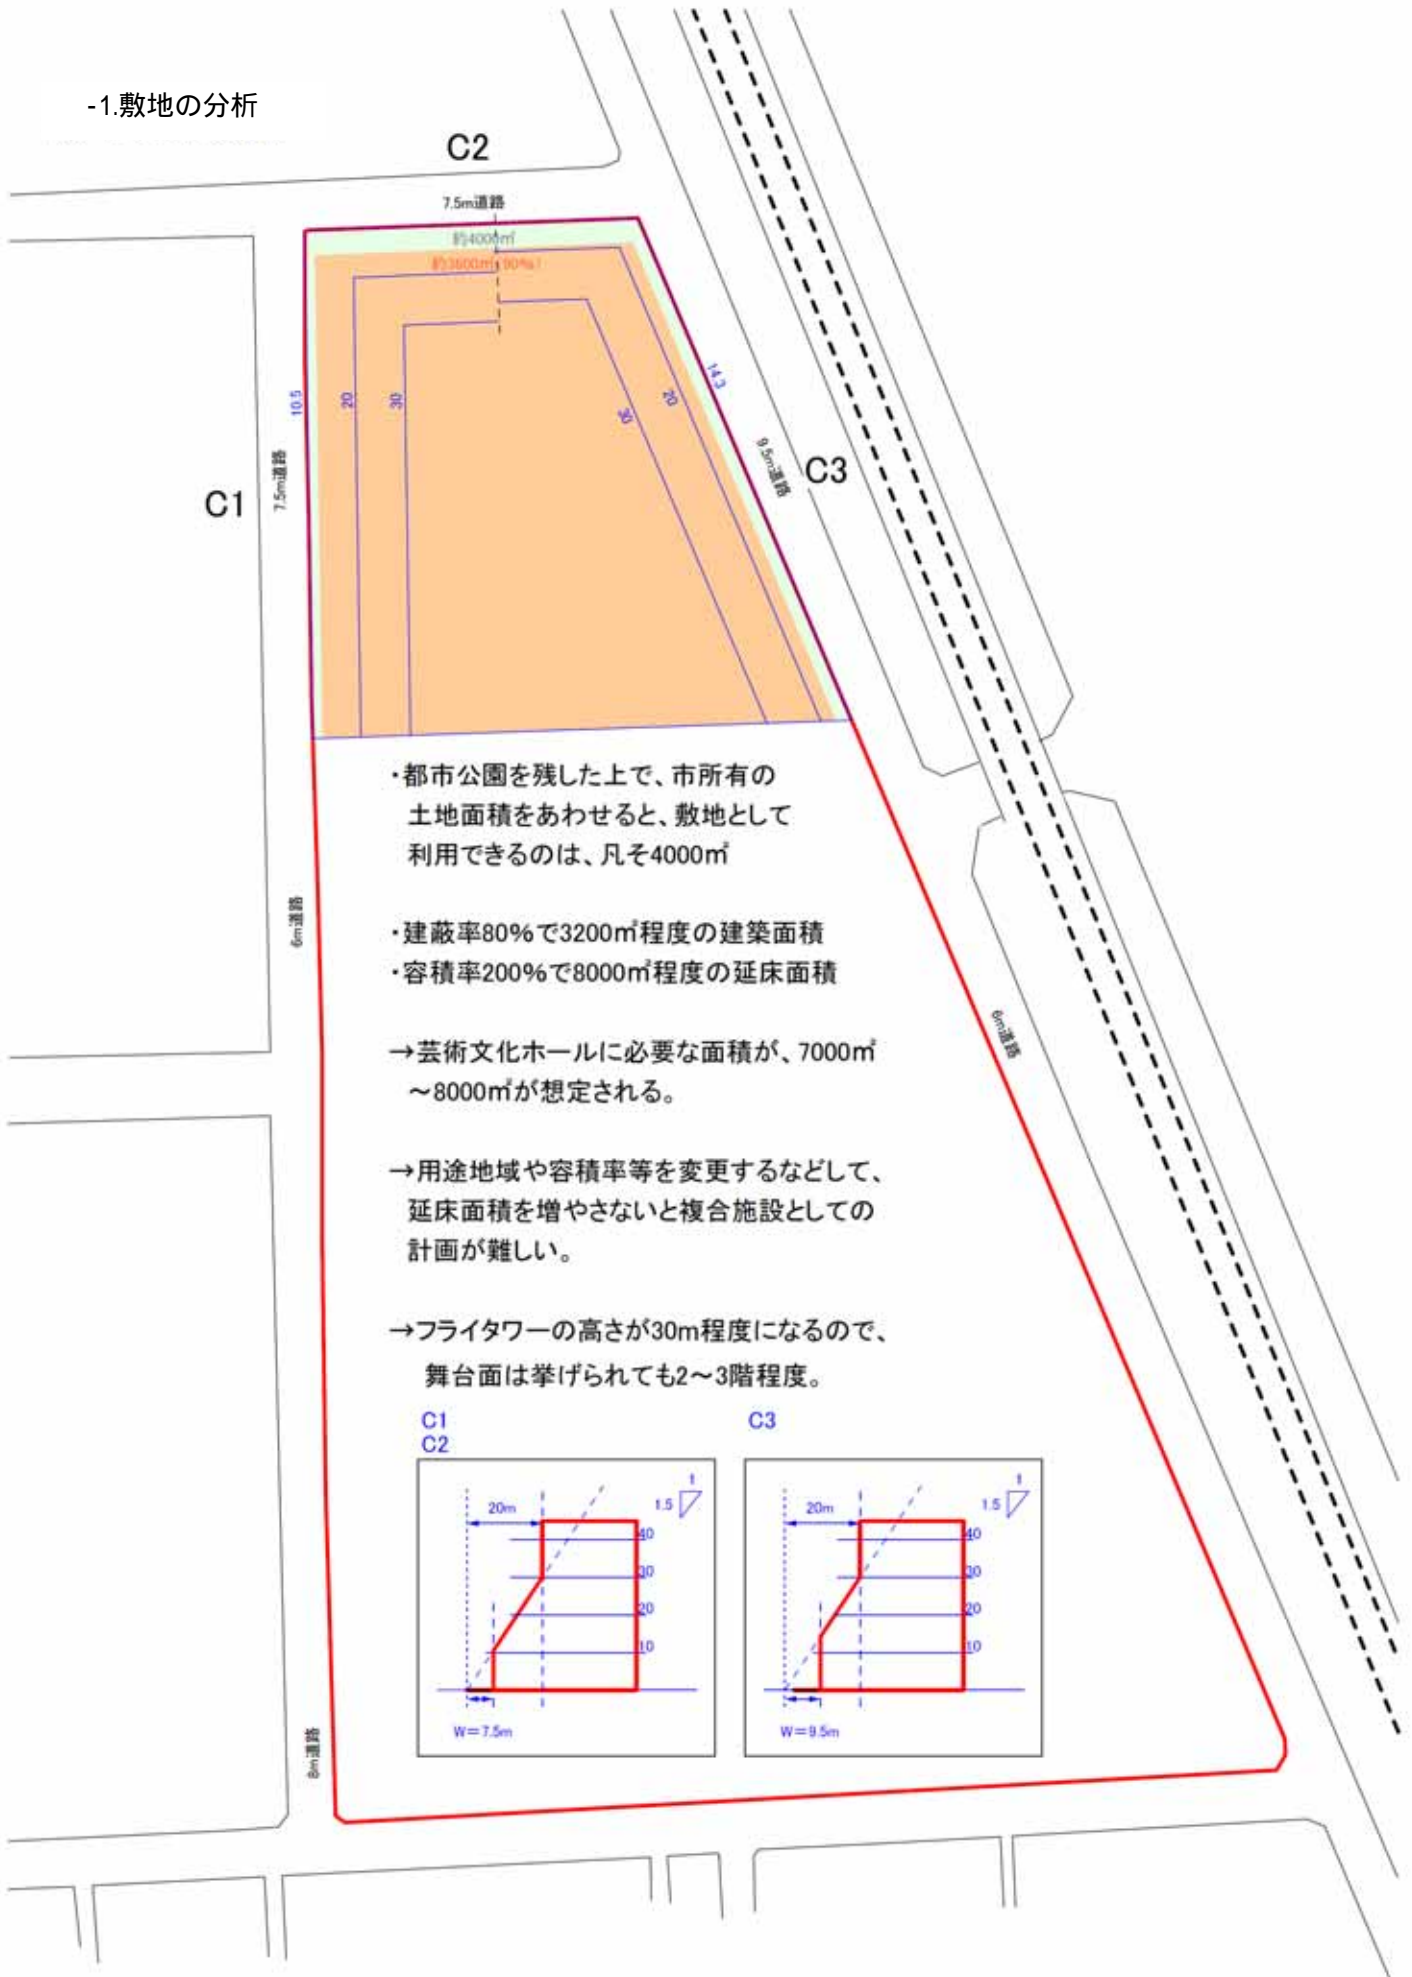 -1.敷地の分析
C2
7.5m道路
約4000㎡
約3600㎡(90%)
10.5
20
30
30
20
14.3
7.5m道路
C1
9.5m道路
C3
・都市公園を残した上で、市所有の
土地面積をあわせると、敷地として
利用できるのは、凡そ4000㎡
6m道路
・建蔽率80%で3200㎡程度の建築面積
・容積率200%で8000㎡程度の延床面積
6m道路
→芸術文化ホールに必要な面積が、7000㎡
～8000㎡が想定される。
→用途地域や容積率等を変更するなどして、
延床面積を増やさないと複合施設としての
計画が難しい。
→フライタワーの高さが30m程度になるので、
舞台面は挙げられても2～3階程度。
C1
C2
20m
1
1.5
40
30
20
10
W＝7.5m
C3
20m
1
1.5
40
30
20
10
W＝9.5m
8m道路